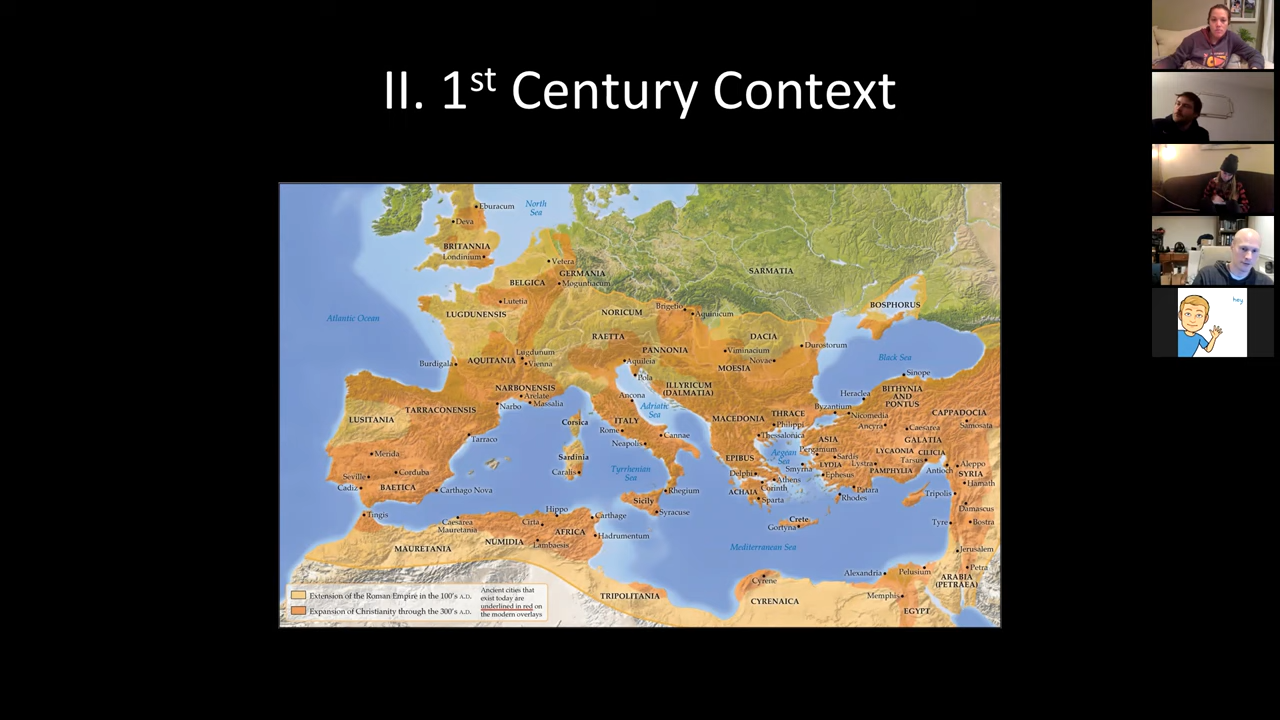 II. 1st Century Context
hey
North
Sea
Eburacum
Deva
BRITANNIA
Londinium
Vetera
GERMANIA
Moguntiacum
BELGICA
SARMATIA
Lutetia
LUGDUNENSIS
Atlantic Ocean
NORICUM
Brigetio
Aquincum
BOSPHORUS
RAETTA
DACIA
Durostorum
PANNONIA
Viminacium
Novae
MOESIA
Black Sea
Lugdunum
Vienna
AQUITANIA
Burdigala
Aquileia
Pola
Sinope
NARBONENSIS
Arelate
Massalia
Narbo
ILLYRICUM
(DALMATIA)
Ancona
Adriatic
Sea
Heraclea
BITHYNIA
AND
PONTUS
LUSITANIA
TARRACONENSIS
Corsica
ITALY
Rome
Neapolis
Cannae
MACEDONIA
THRACE
Philippi
Byzantium
Nicomedia
CAPPADOCIA
Ancyra
Caesarea
Samosata
Tarraco
Thessalonica
ASIA
GALATIA
Merida
Sardinia
Caralis
Tyrrhenian
Sea
EPIBUS
Aegean
Sea
Pergamum
Sardis
LYCAONIA
CILICIA
Smyrna
LYDIA
Lystra
Tarsus
Seville
Corduba
Delphi
Athens
Ephesus
PAMPHYLIA
Antioch
Aleppo
SYRIA
Cadiz
BAETICA
Carthago Nova
Rhegium
Sicily
Syracuse
ACHAIA
Corinth
Sparta
Patara
Rhodes
Hamath
Tripolis
Damascus
Tingis
Caesarea
Mauretania
Hippo
Cirta
Carthage
AFRICA
Hadrumentum
Crete
Gortyna
Tyre
Bostra
MAURETANIA
NUMIDIA
Lambaesis
Mediterranean Sea
Jerusalem
Alexandria
Pelusium
Petra
ARABIA
(PETRAEA)
Cyrene
TRIPOLITANIA
CYRENAICA
Memphis
EGYPT
Extension of the Roman Empire in the 100's A.D.
Expansion of Christianity through the 300's A.D.
Ancient cities that
exist today are
underlined in red on
the modern overlays